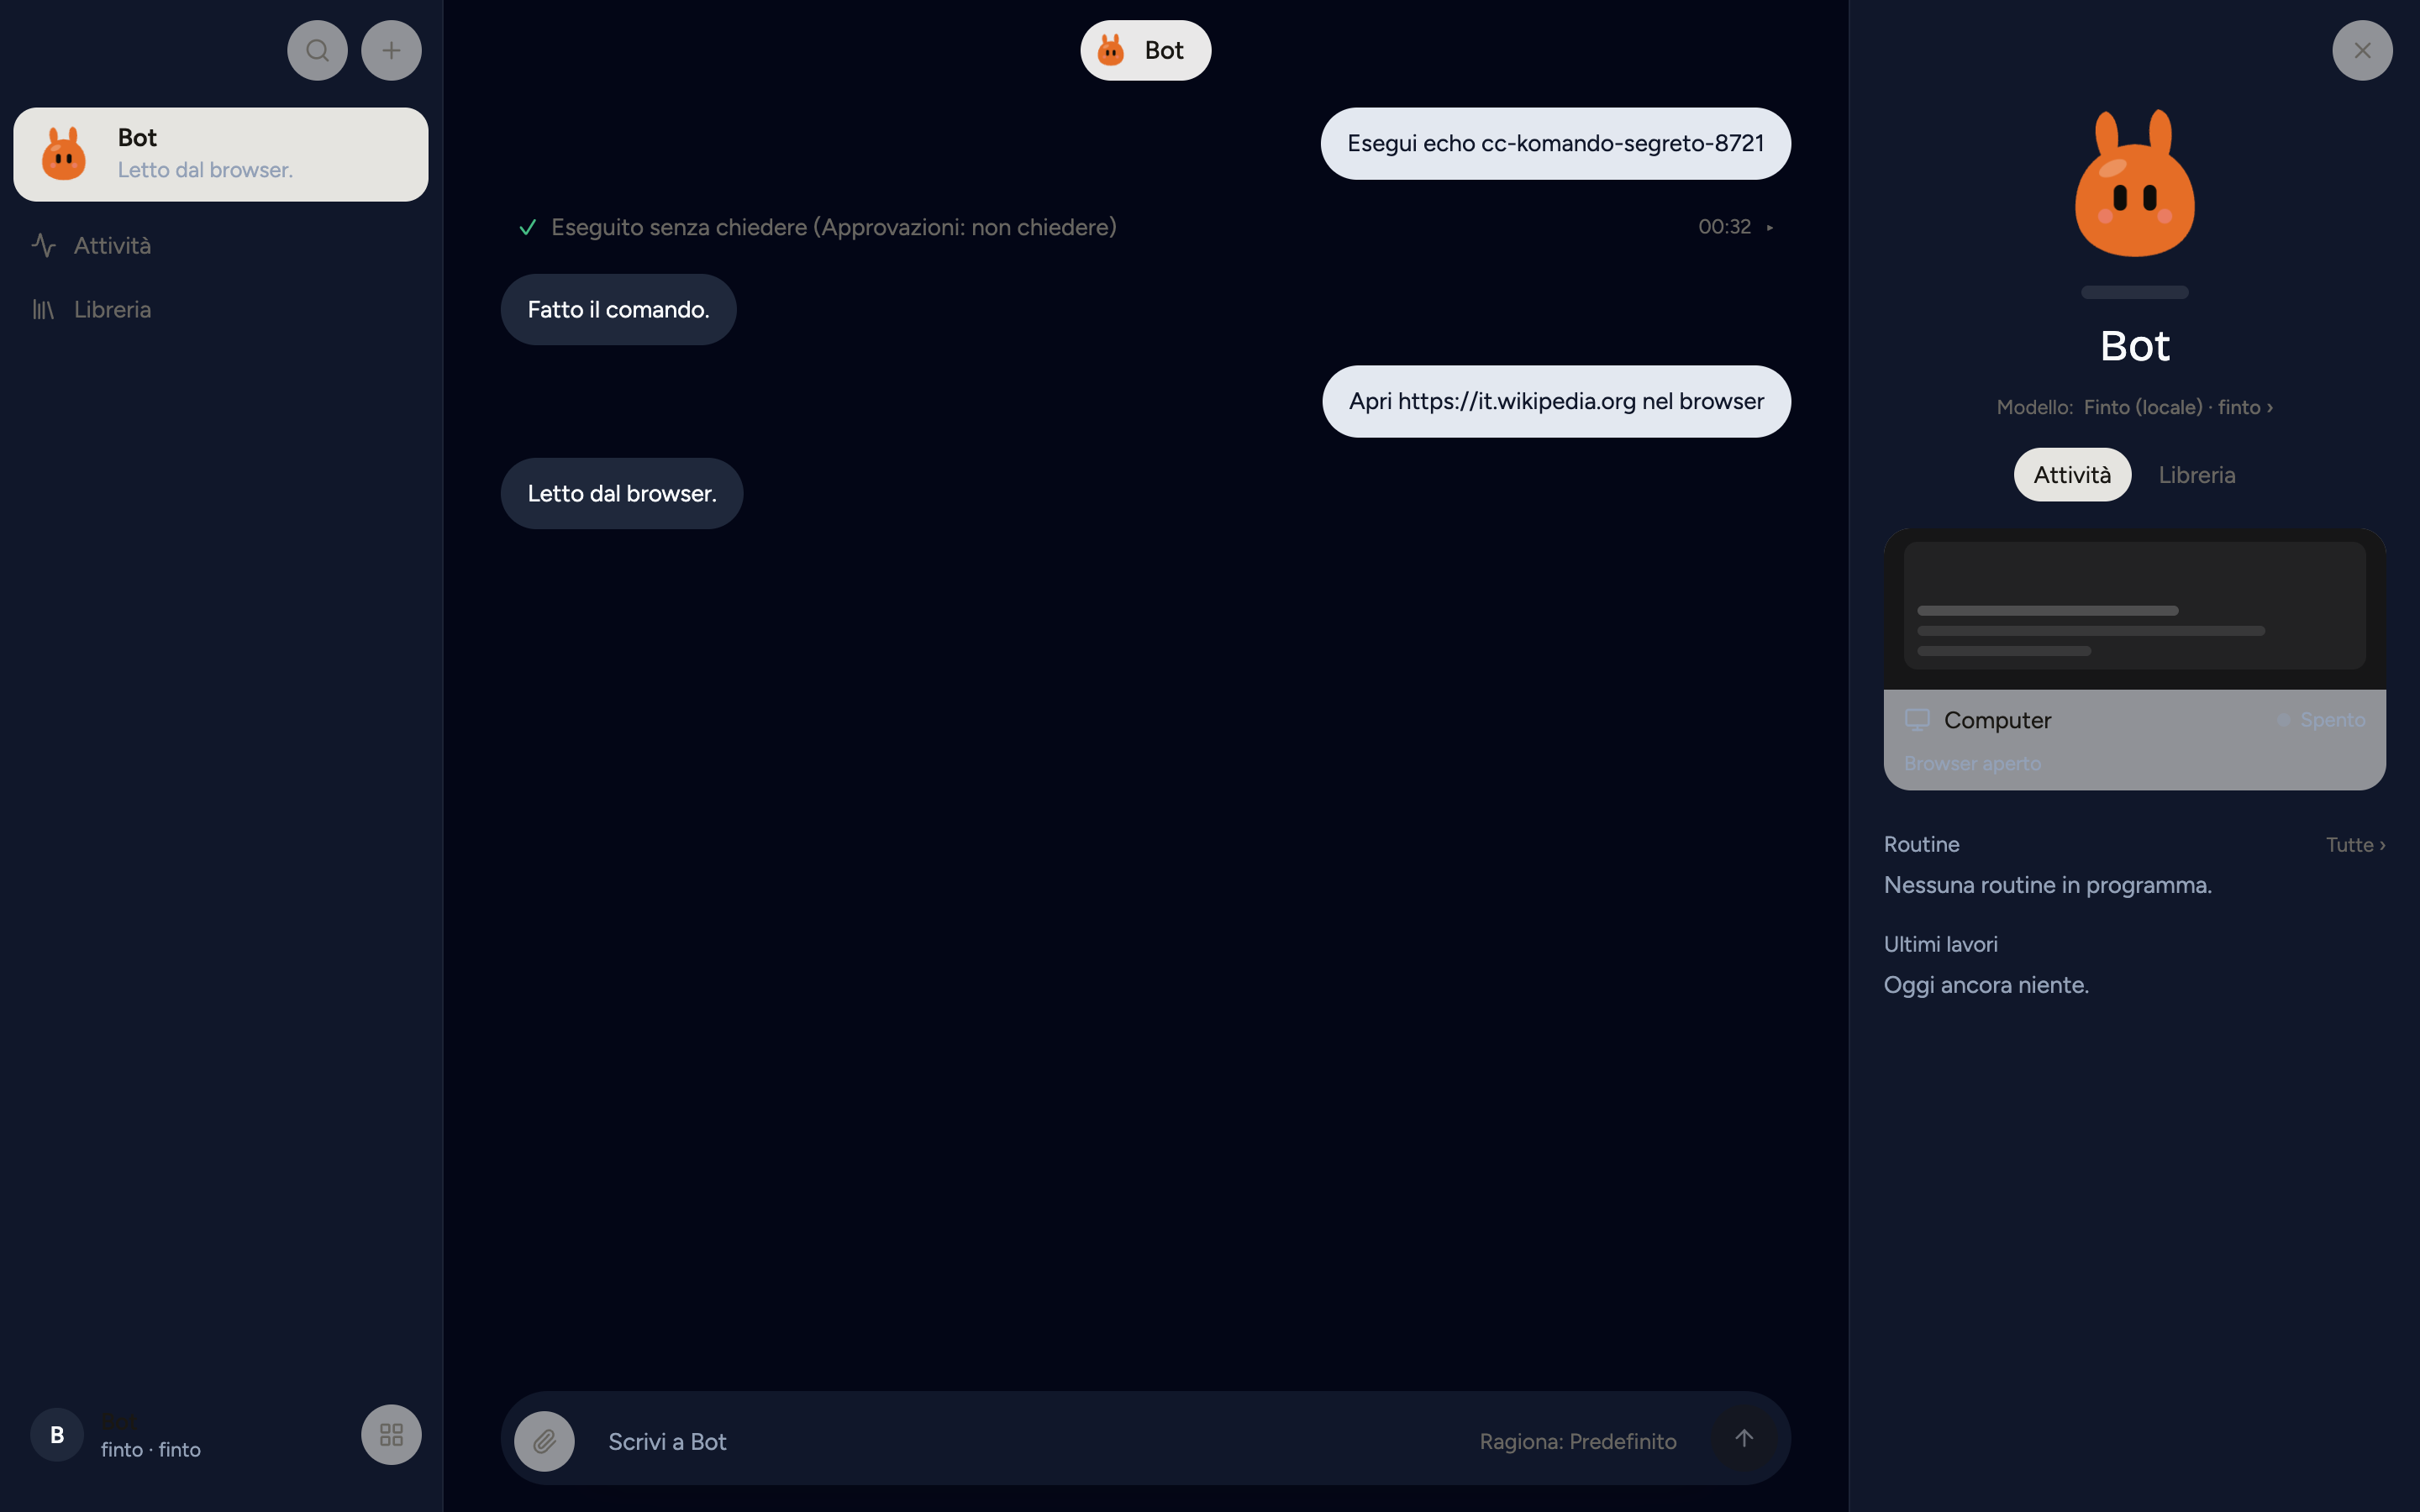 Bot
Letto dal browser.
Attività
Libreria
B
finto · finto
Bot
Esegui echo cc-komando-segreto-8721
Eseguito senza chiedere (Approvazioni: non chiedere)
00:32
Fatto il comando.
Apri https://it.wikipedia.org nel browser
Letto dal browser.
Scrivi a Bot
Ragiona: Predefinito
Bot
Modello: Finto (locale) · finto ›
Attività
Libreria
Computer
Spento
Browser aperto
Routine
Tutte ›
Nessuna routine in programma.
Ultimi lavori
Oggi ancora niente.